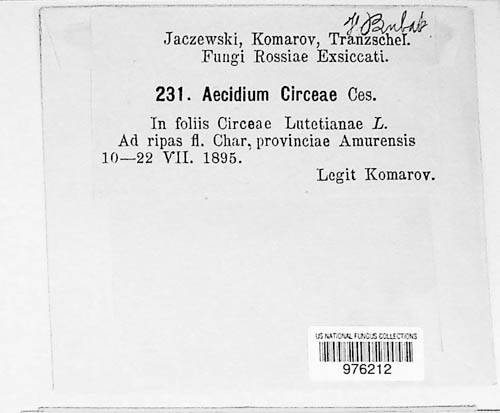 Jaczewski, Komarov, Tranzschel.
Fungi Rossiae Exsiccati.
231. Aecidium Circeae Ces.
In foliis Circeae Lutetianae L.
Ad ripas fl. Char, provinciae Amurensis
10—22 VII. 1895.
Legit Komarov.
US NATIONAL FUNGUS COLLECTIONS
976212